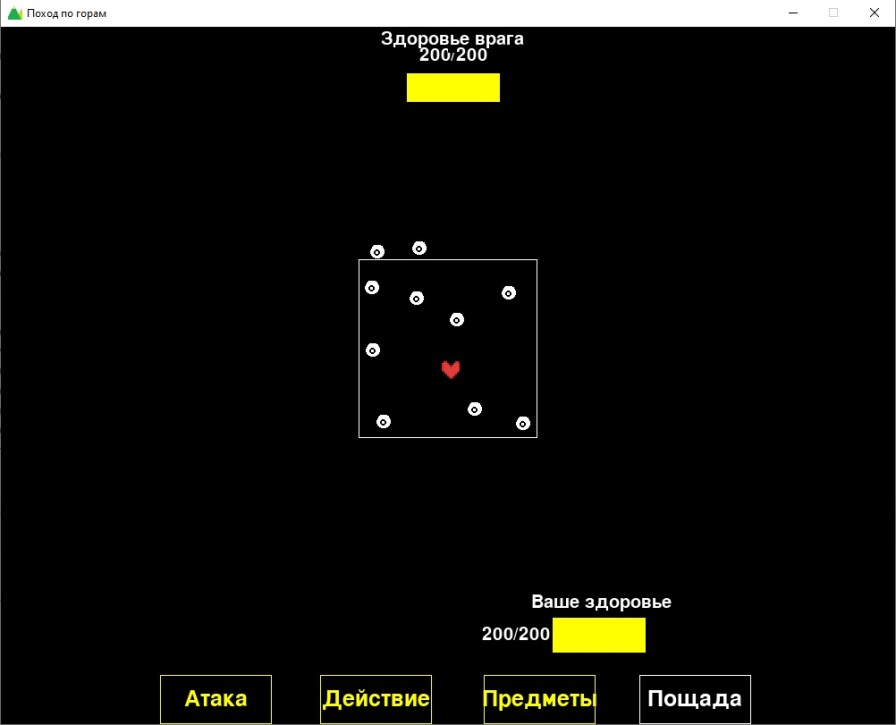 Поход по горам
Здоровье врага
200/200
Ваше здоровье
200/200
Атака
Действие
Предметы
Пощада